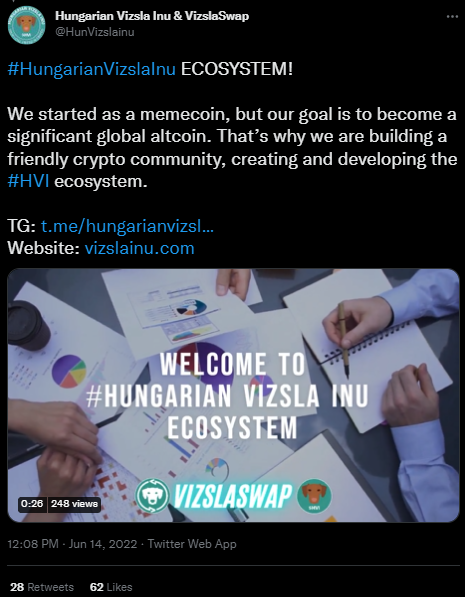 Hungarian Vizsla Inu & VizslaSwap
@HunVizslainu
#HungarianVizslaInu ECOSYSTEM!
We started as a memecoin, but our goal is to become a
significant global altcoin. That’s why we are building a
friendly crypto community, creating and developing the
#HVI ecosystem.
TG: t.me/hungarianvizsl…
Website: vizslainu.com
WELCOME TO
#HUNGARIAN VIZSLA INU
ECOSYSTEM
VIZSLASWAP
0:26 248 views
12:08 PM · Jun 14, 2022 · Twitter Web App
28 Retweets 62 Likes